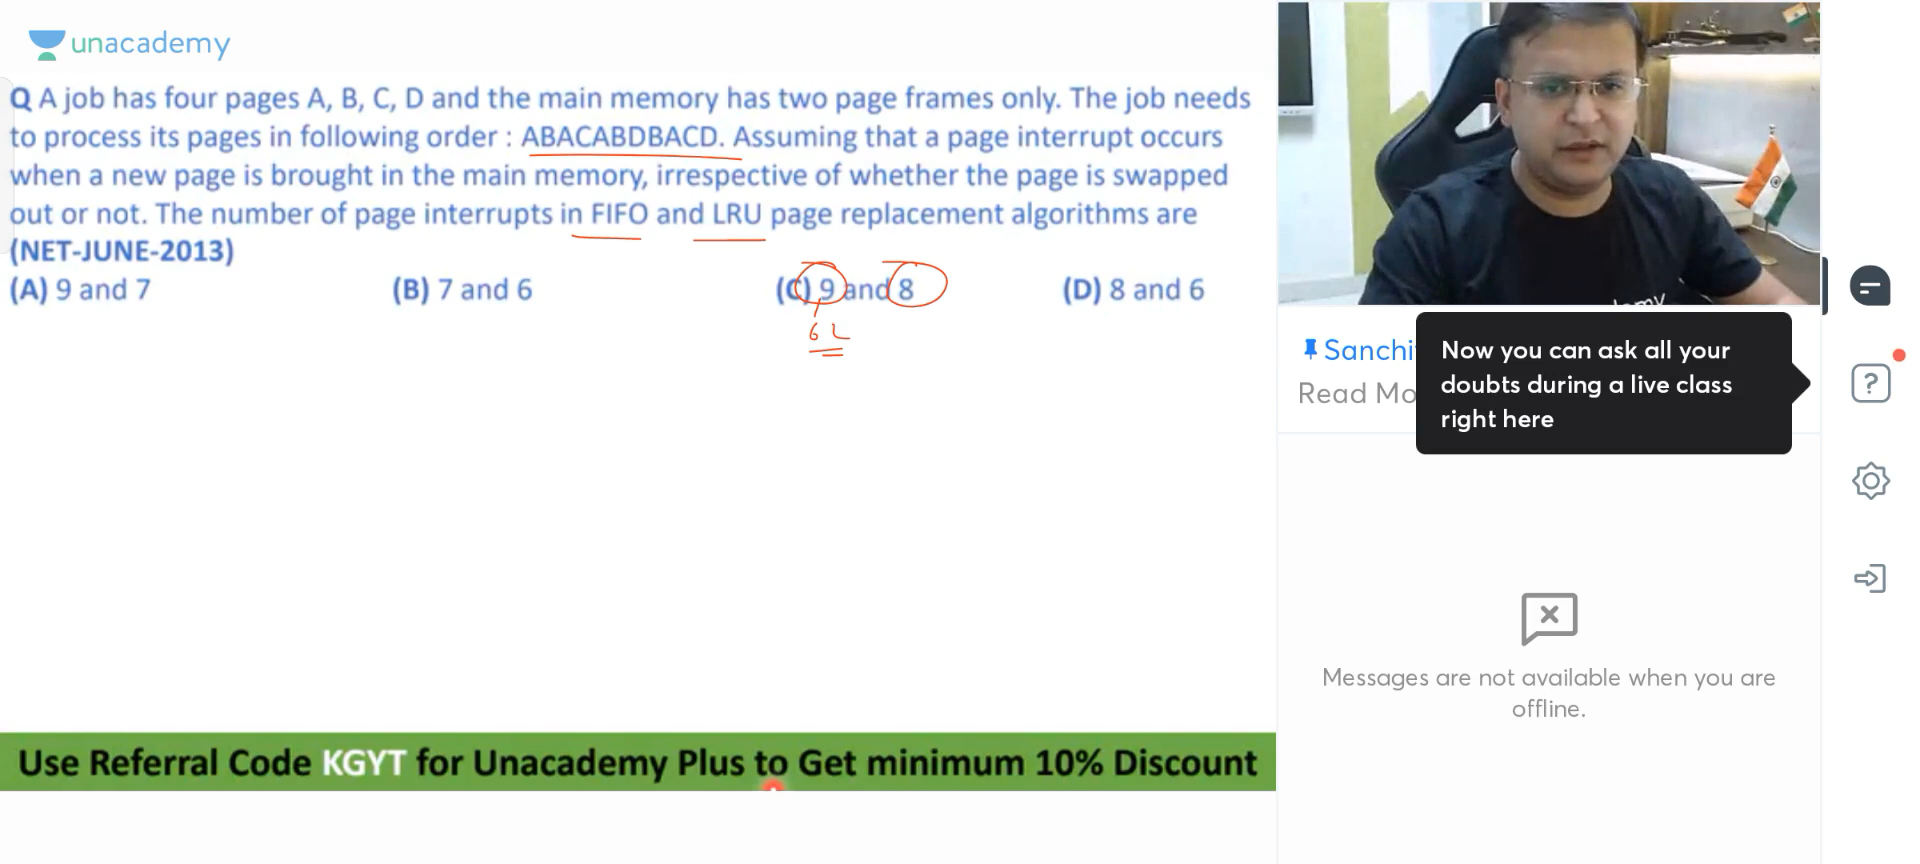 unacademy
Q A job has four pages A, B, C, D and the main memory has two page frames only. The job needs
to process its pages in following order : ABACABDBACD. Assuming that a page interrupt occurs
when a new page is brought in the main memory, irrespective of whether the page is swapped
out or not. The number of page interrupts in FIFO and LRU page replacement algorithms are
(NET-JUNE-2013)
(A) 9 and 7 (B) 7 and 6 (C) 9 and 8 (D) 8 and 6
Sanchi
Read Mo
Now you can ask all your
doubts during a live class
right here
?
Messages are not available when you are
offline.
Use Referral Code KGYT for Unacademy Plus to Get minimum 10% Discount